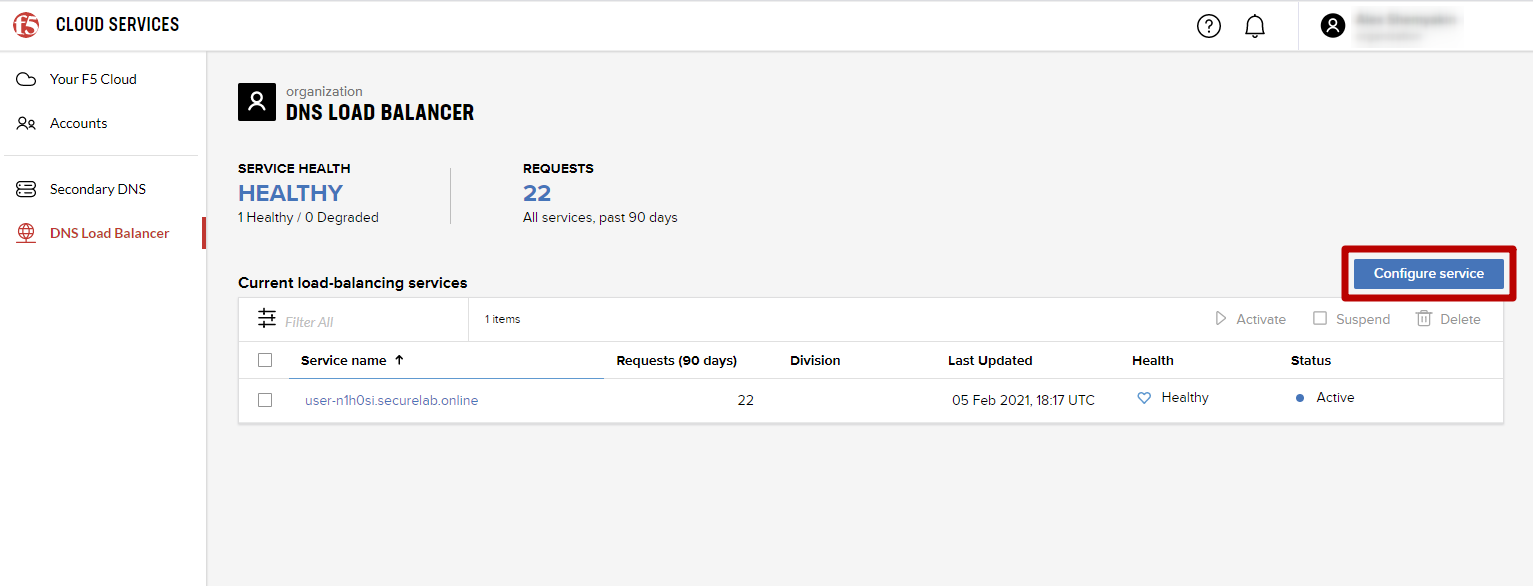 f5 CLOUD SERVICES
Your F5 Cloud
Accounts
Secondary DNS
DNS Load Balancer
organization
DNS LOAD BALANCER
SERVICE HEALTH
HEALTHY
1 Healthy / 0 Degraded
REQUESTS
22
All services, past 90 days
Current load-balancing services
Configure service
Filter All
1 items
Activate
Suspend
Delete
Service name ↑ Requests (90 days) Division Last Updated Health Status
user-n1h0si.securelab.online 22 05 Feb 2021, 18:17 UTC Healthy Active